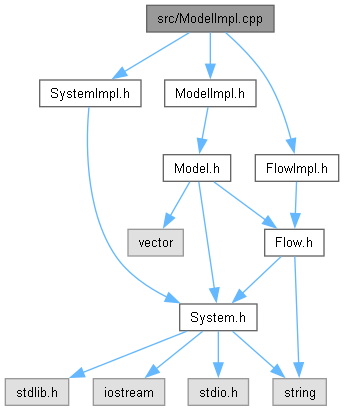 src/ModelImpl.cpp
SystemImpl.h
ModelImpl.h
Model.h
FlowImpl.h
vector
Flow.h
System.h
stdlib.h
iostream
stdio.h
string